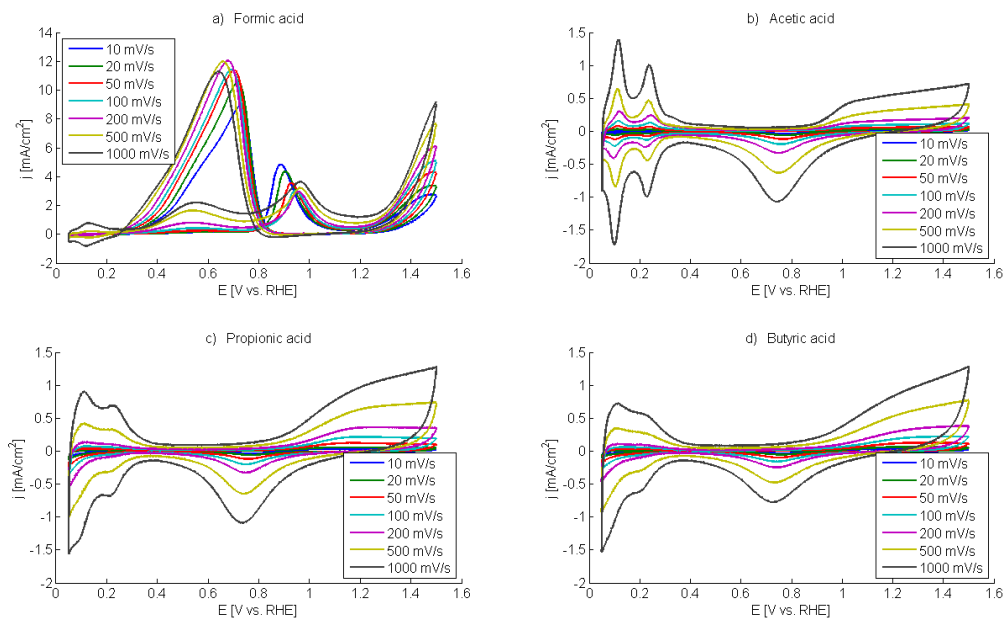 a) Formic acid
14
12
10
8
6
4
2
0
-2
j [mA/cm2]
10 mV/s
20 mV/s
50 mV/s
100 mV/s
200 mV/s
500 mV/s
1000 mV/s
0 0.2 0.4 0.6 0.8 1 1.2 1.4 1.6
E [V vs. RHE]
b) Acetic acid
1.5
1
0.5
0
-0.5
-1
-1.5
-2
j [mA/cm2]
10 mV/s
20 mV/s
50 mV/s
100 mV/s
200 mV/s
500 mV/s
1000 mV/s
0 0.2 0.4 0.6 0.8 1 1.2 1.4 1.6
E [V vs. RHE]
c) Propionic acid
1.5
1
0.5
0
-0.5
-1
-1.5
-2
j [mA/cm2]
10 mV/s
20 mV/s
50 mV/s
100 mV/s
200 mV/s
500 mV/s
1000 mV/s
0 0.2 0.4 0.6 0.8 1 1.2 1.4 1.6
E [V vs. RHE]
d) Butyric acid
1.5
1
0.5
0
-0.5
-1
-1.5
-2
j [mA/cm2]
10 mV/s
20 mV/s
50 mV/s
100 mV/s
200 mV/s
500 mV/s
1000 mV/s
0 0.2 0.4 0.6 0.8 1 1.2 1.4 1.6
E [V vs. RHE]